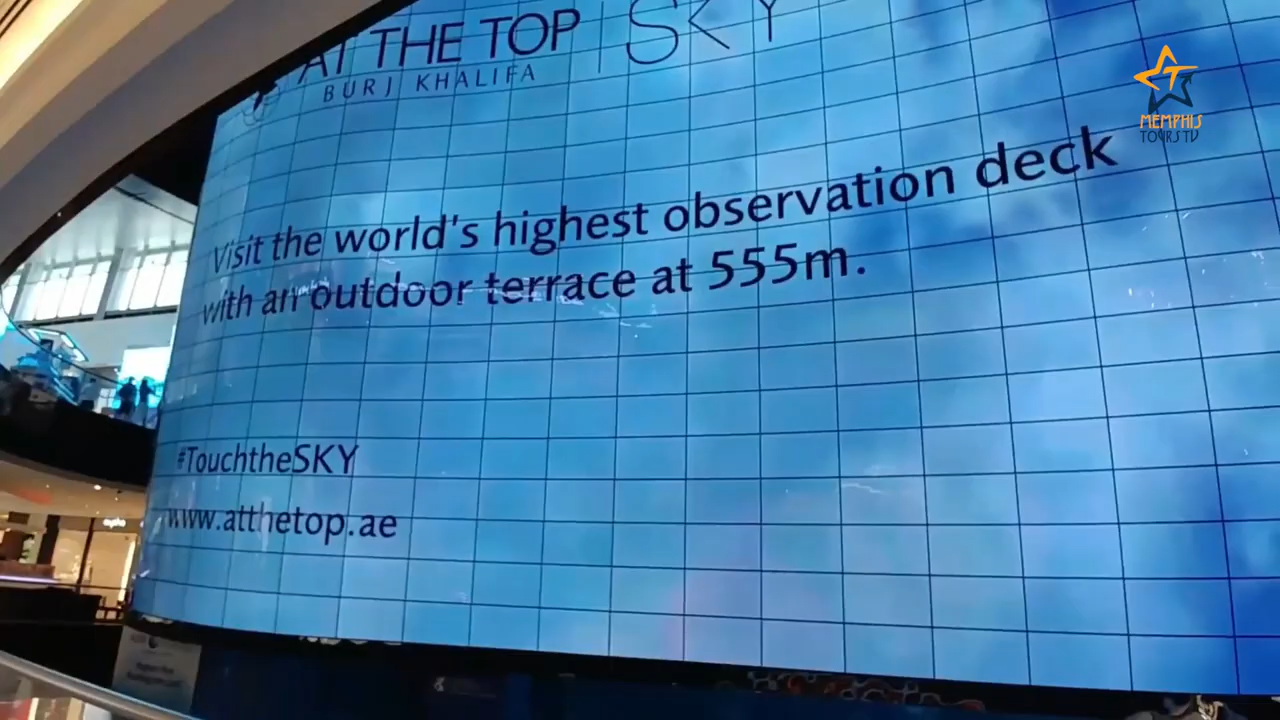 AT THE TOP | SKY
BURJ KHALIFA
MEMPHIS
TOURS TV
Visit the world's highest observation deck
with an outdoor terrace at 555m.
#TouchtheSKY
www.atthetop.ae